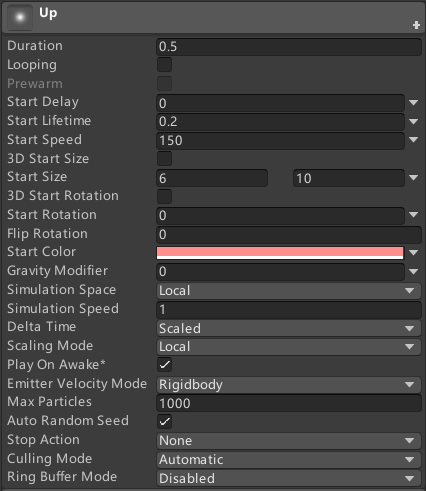 Up
Duration 0.5
Looping
Prewarm
Start Delay 0
Start Lifetime 0.2
Start Speed 150
3D Start Size
Start Size 6 10
3D Start Rotation
Start Rotation 0
Flip Rotation 0
Start Color
Gravity Modifier 0
Simulation Space Local
Simulation Speed 1
Delta Time Scaled
Scaling Mode Local
Play On Awake*
Emitter Velocity Mode Rigidbody
Max Particles 1000
Auto Random Seed
Stop Action None
Culling Mode Automatic
Ring Buffer Mode Disabled